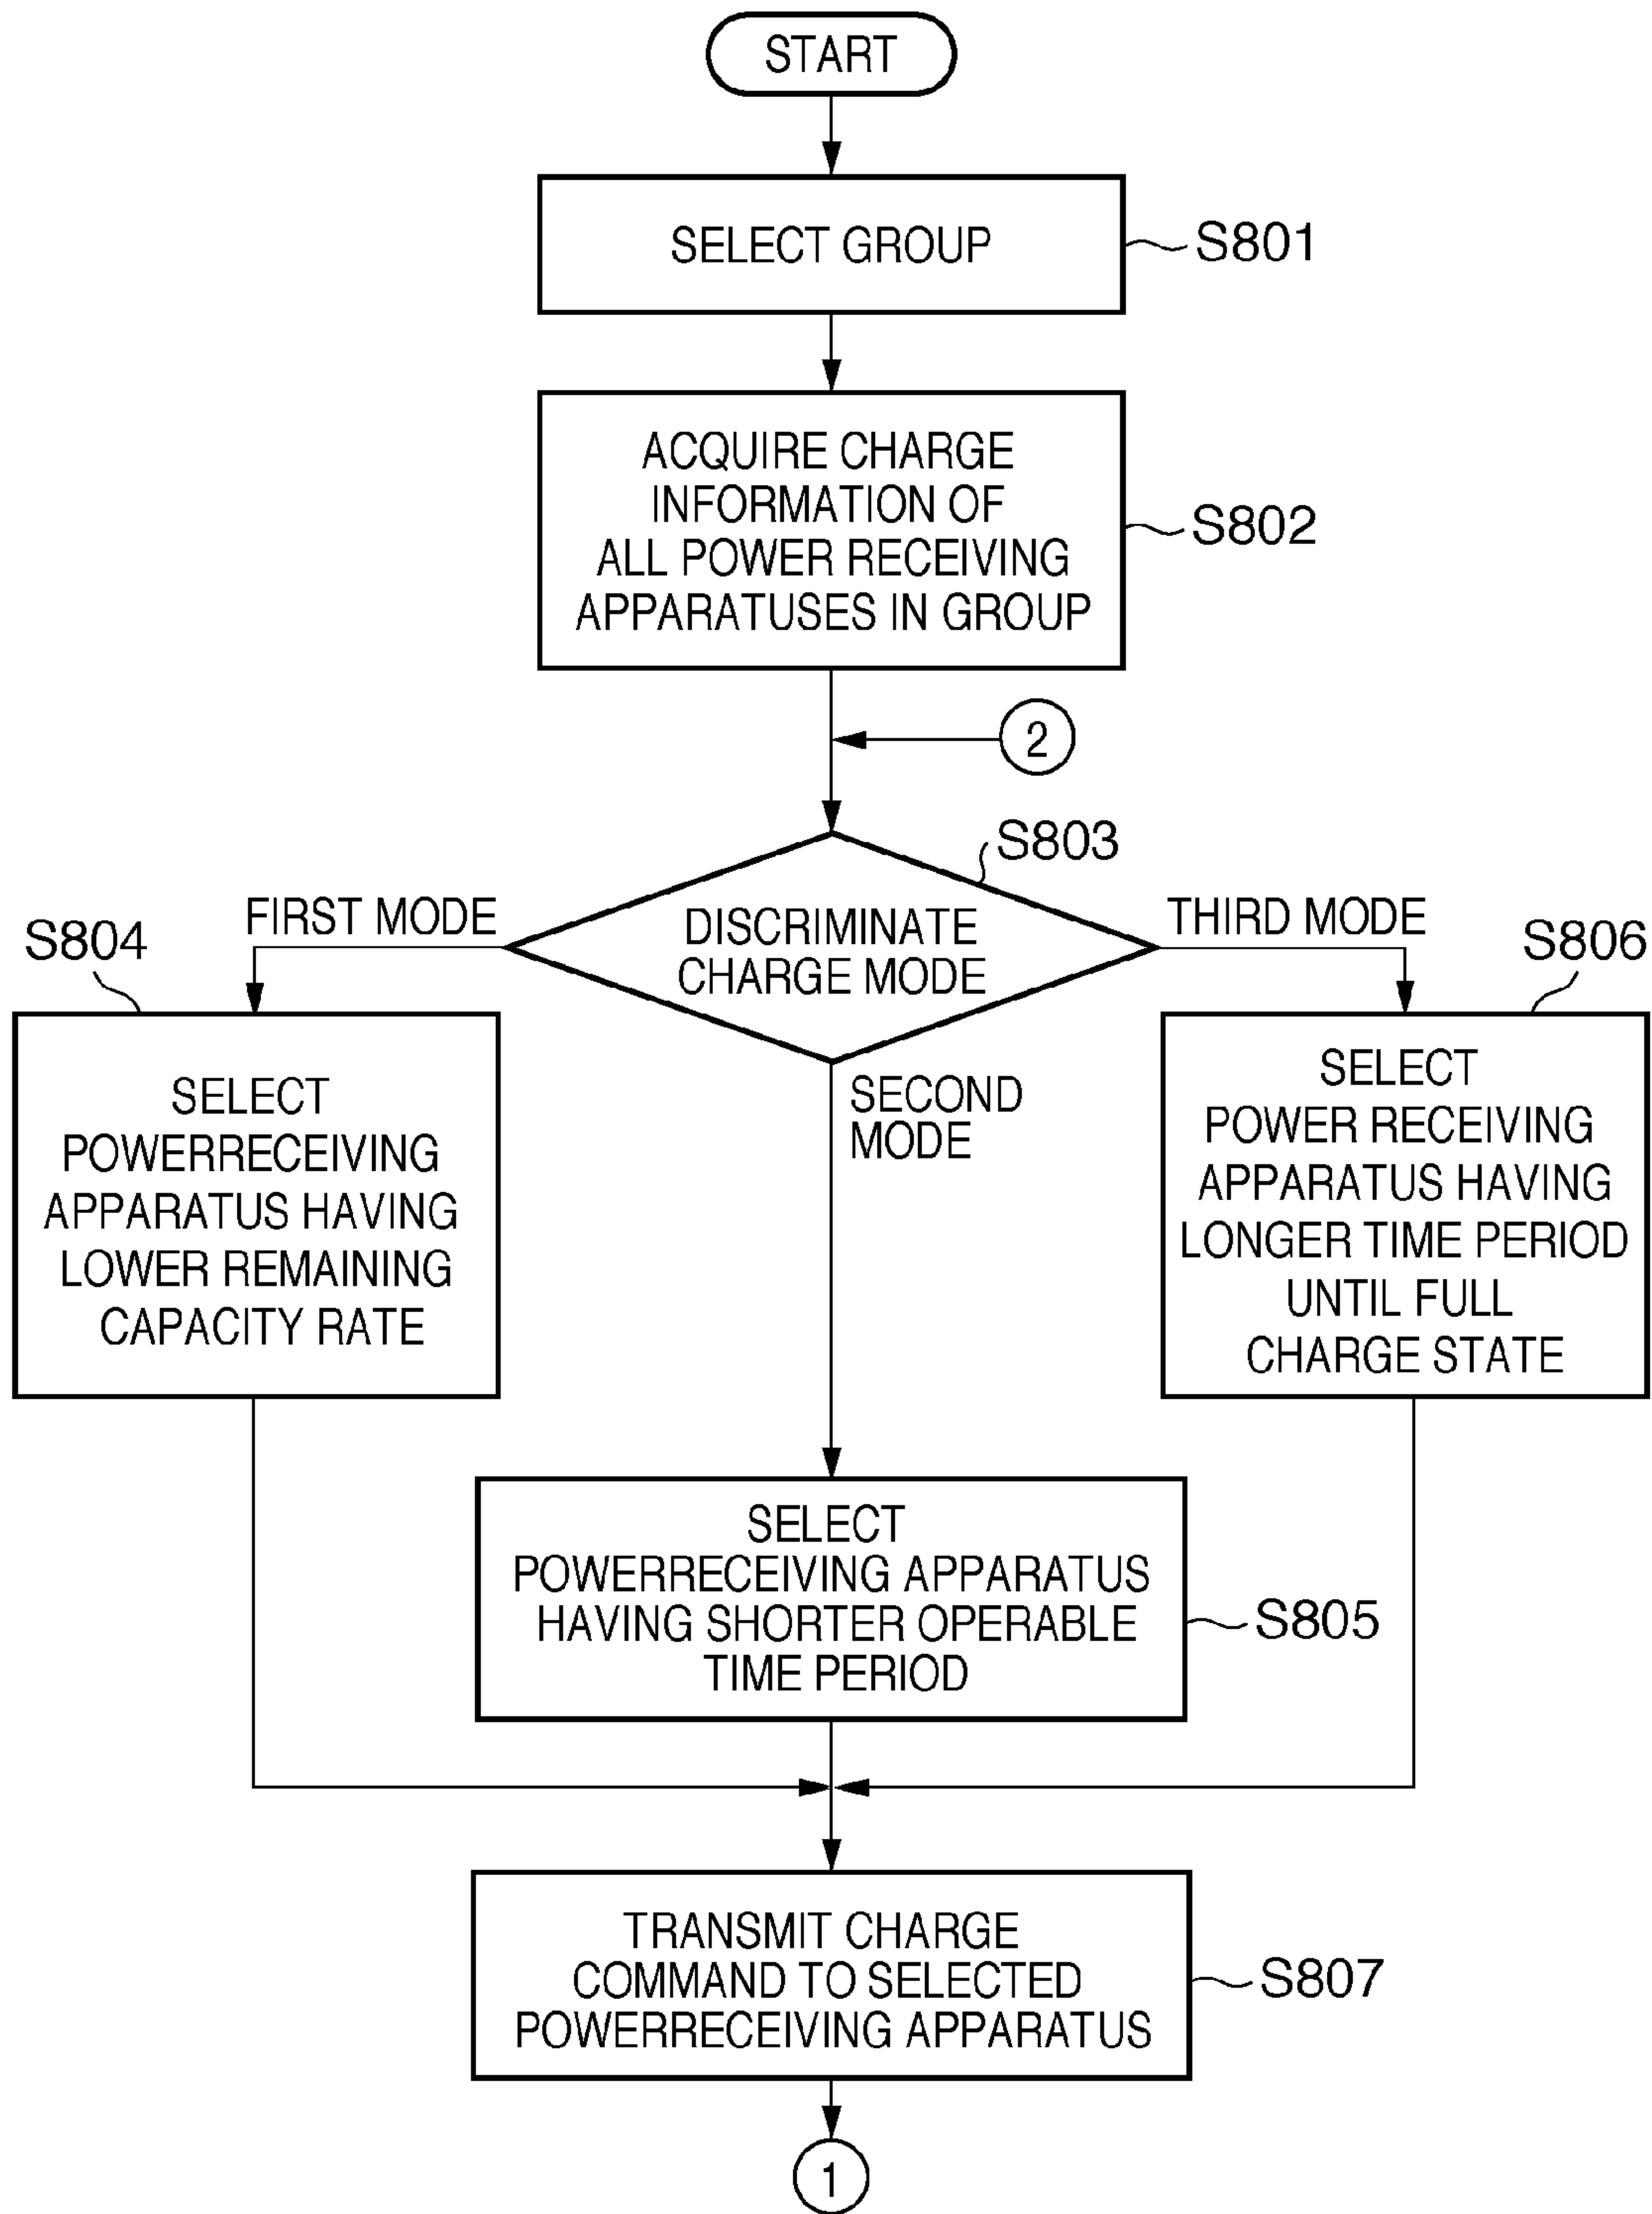 START
SELECT GROUP
S801
ACQUIRE CHARGE
INFORMATION OF
ALL POWER RECEIVING
APPARATUSES IN GROUP
S802
2
S803
DISCRIMINATE
CHARGE MODE
FIRST MODE
S804
SELECT
POWERRECEIVING
APPARATUS HAVING
LOWER REMAINING
CAPACITY RATE
SECOND
MODE
THIRD MODE
S806
SELECT
POWER RECEIVING
APPARATUS HAVING
LONGER TIME PERIOD
UNTIL FULL
CHARGE STATE
SELECT
POWERRECEIVING APPARATUS
HAVING SHORTER OPERABLE
TIME PERIOD
S805
TRANSMIT CHARGE
COMMAND TO SELECTED
POWERRECEIVING APPARATUS
S807
1